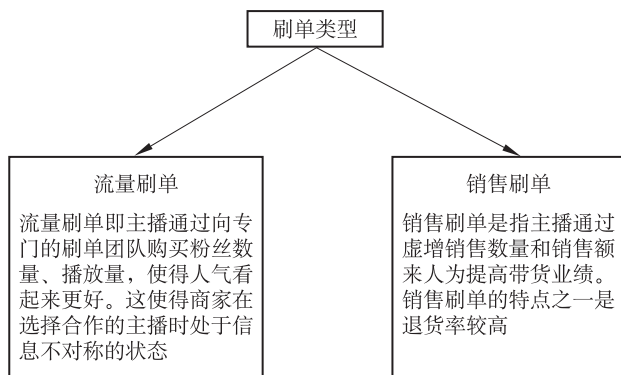 刷单类型
流量刷单
流量刷单即主播通过向专
门的刷单团队购买粉丝数
量、播放量，使得人气看
起来更好。这使得商家在
选择合作的主播时处于信
息不对称的状态
销售刷单
销售刷单是指主播通过
虚增销售数量和销售额
来人为提高带货业绩。
销售刷单的特点之一是
退货率较高